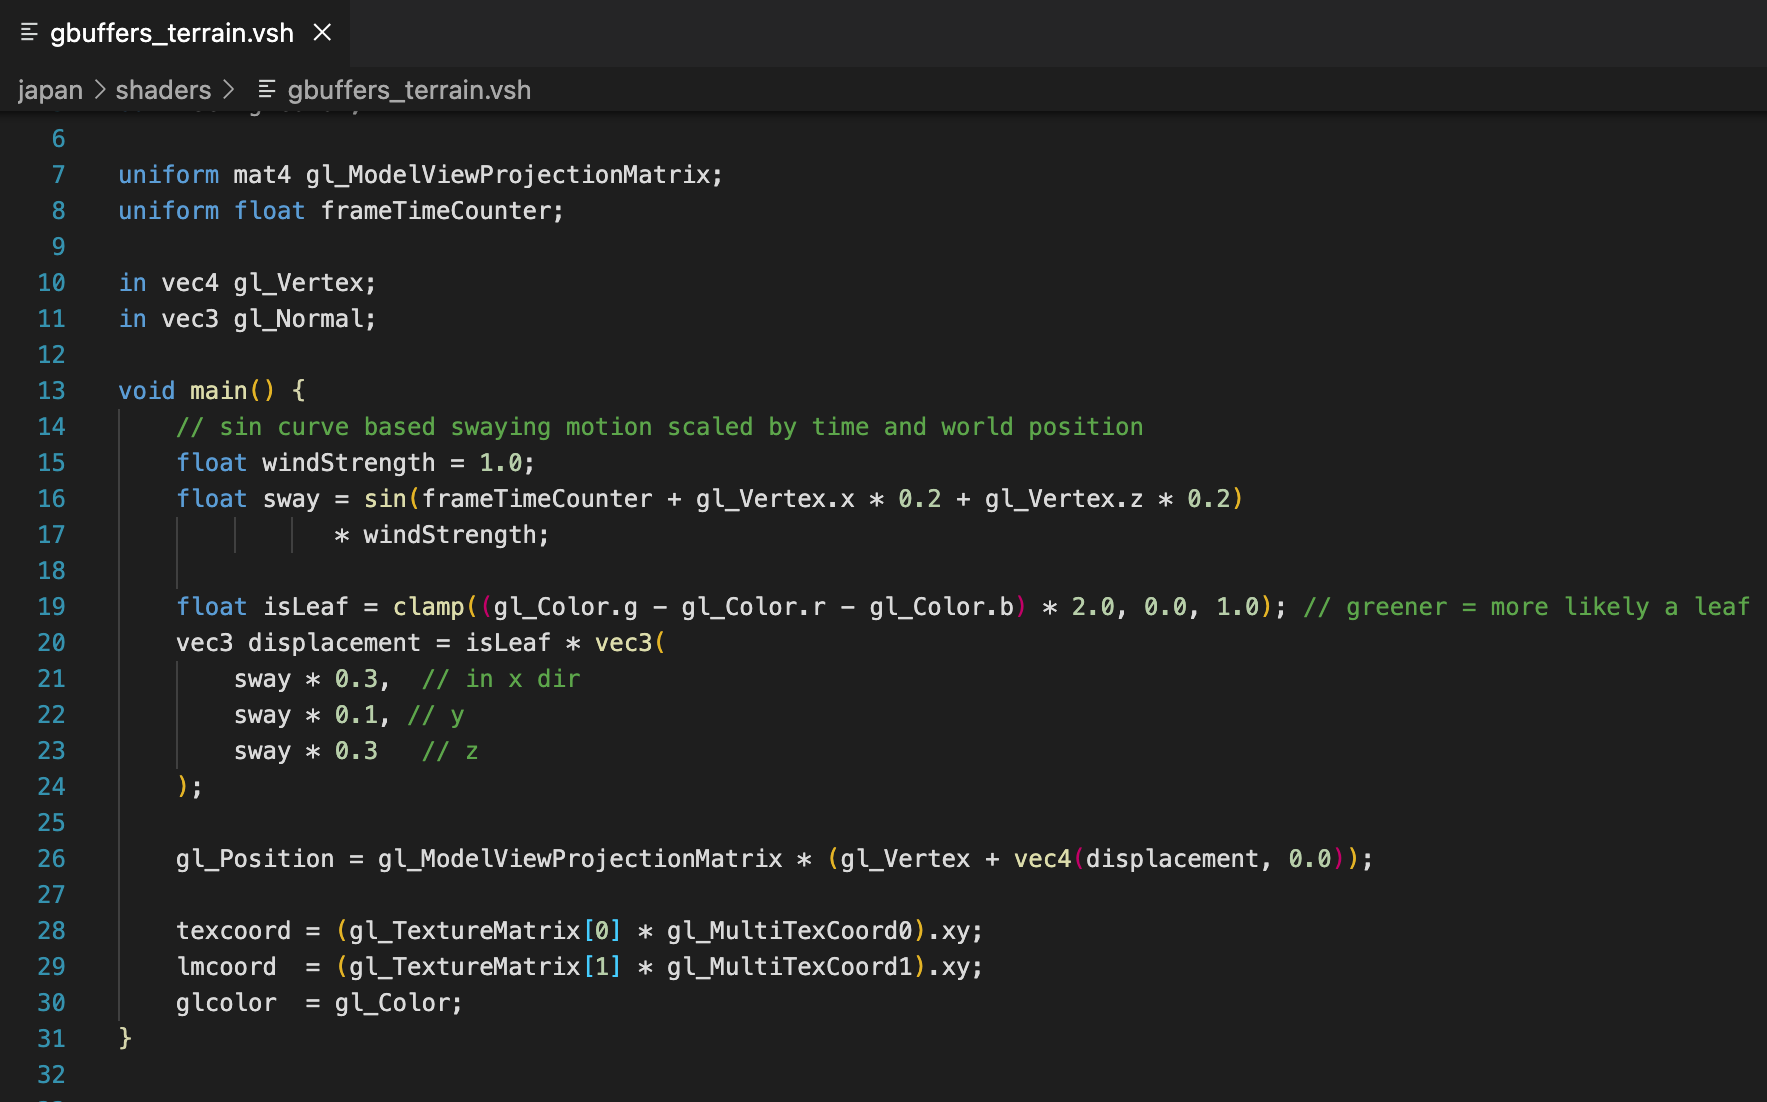 gbuffers_terrain.vsh
japan > shaders > gbuffers_terrain.vsh
6
7 uniform mat4 gl_ModelViewProjectionMatrix;
8 uniform float frameTimeCounter;
9
10 in vec4 gl_Vertex;
11 in vec3 gl_Normal;
12
13 void main() {
14 // sin curve based swaying motion scaled by time and world position
15 float windStrength = 1.0;
16 float sway = sin(frameTimeCounter + gl_Vertex.x * 0.2 + gl_Vertex.z * 0.2)
17 * windStrength;
18
19 float isLeaf = clamp((gl_Color.g - gl_Color.r - gl_Color.b) * 2.0, 0.0, 1.0); // greener = more likely a leaf
20 vec3 displacement = isLeaf * vec3(
21 sway * 0.3, // in x dir
22 sway * 0.1, // y
23 sway * 0.3 // z
24 );
25
26 gl_Position = gl_ModelViewProjectionMatrix * (gl_Vertex + vec4(displacement, 0.0));
27
28 texcoord = (gl_TextureMatrix[0] * gl_MultiTexCoord0).xy;
29 lmcoord = (gl_TextureMatrix[1] * gl_MultiTexCoord1).xy;
30 glcolor = gl_Color;
31 }
32